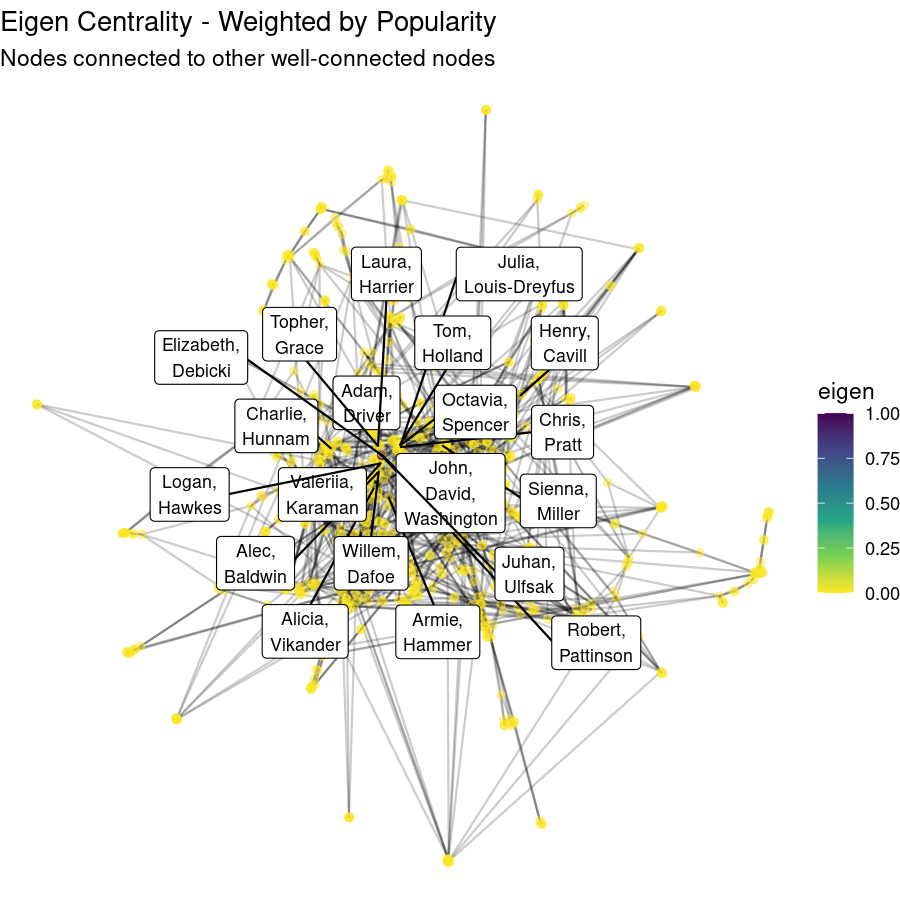 Eigen Centrality - Weighted by Popularity
Nodes connected to other well-connected nodes
Laura,
Harrier
Julia,
Louis-Dreyfus
Topher,
Grace
Tom,
Holland
Henry,
Cavill
Elizabeth,
Debicki
Adam,
Driver
Octavia,
Spencer
Charlie,
Hunnam
Chris,
Pratt
John,
David,
Washington
Logan,
Hawkes
Valeriia,
Karaman
Sienna,
Miller
Alec,
Baldwin
Willem,
Dafoe
Juhan,
Ulfsak
Alicia,
Vikander
Armie,
Hammer
Robert,
Pattinson
eigen
1.00
0.75
0.50
0.25
0.00